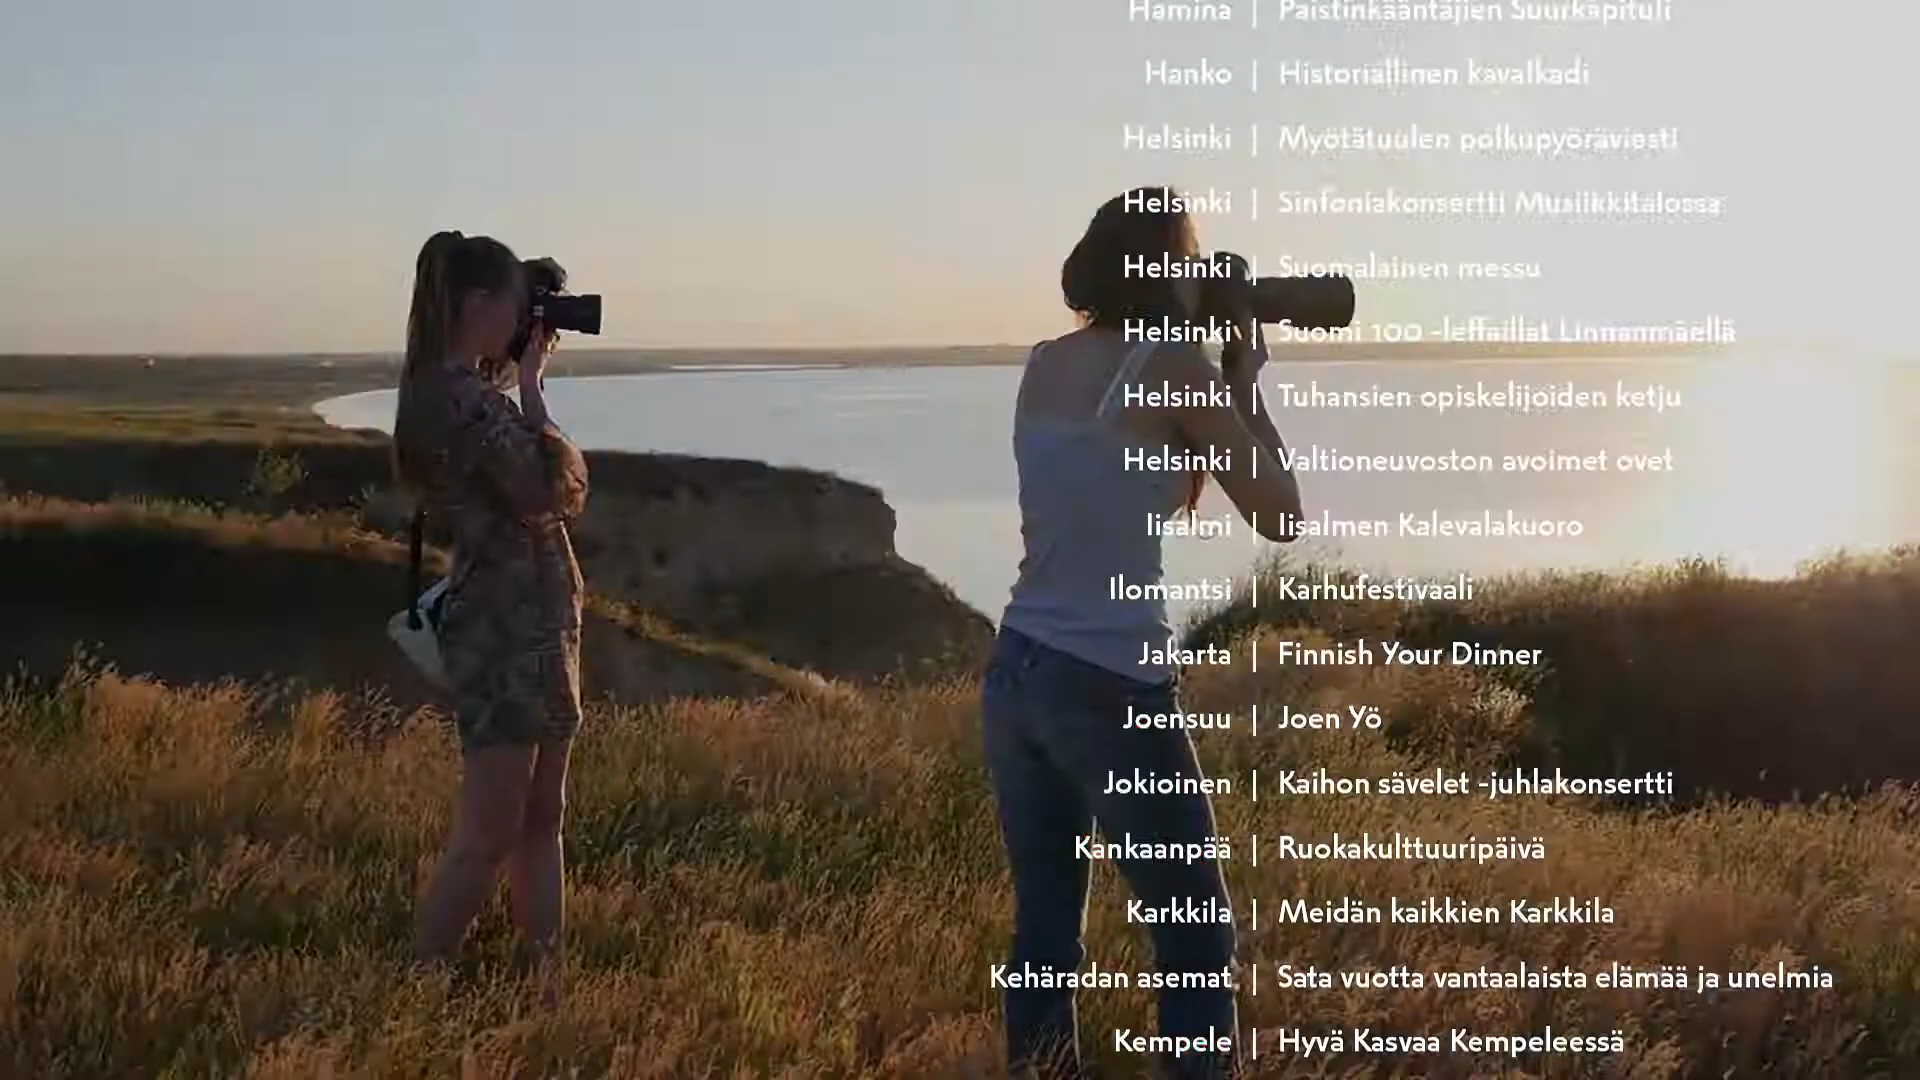 Hamina | Paistinkääntäjien Suurkapituli
Hanko | Historiallinen kavalkadi
Helsinki | Myötätuulen polkupyöräviesti
Helsinki | Sinfoniakonsertti Musiikkitalossa
Helsinki | Suomalainen messu
Helsinki | Suomi 100 -leffaillat Linnanmäellä
Helsinki | Tuhansien opiskelijoiden ketju
Helsinki | Valtioneuvoston avoimet ovet
Iisalmi | Iisalmen Kalevalakuoro
Ilomantsi | Karhufestivaali
Jakarta | Finnish Your Dinner
Joensuu | Joen Yö
Jokioinen | Kaihon sävelet -juhlakonsertti
Kankaanpää | Ruokakulttuuripäivä
Karkkila | Meidän kaikkien Karkkila
Kehäradan asemat | Sata vuotta vantaalaista elämää ja unelmia
Kempele | Hyvä Kasvaa Kempeleessä